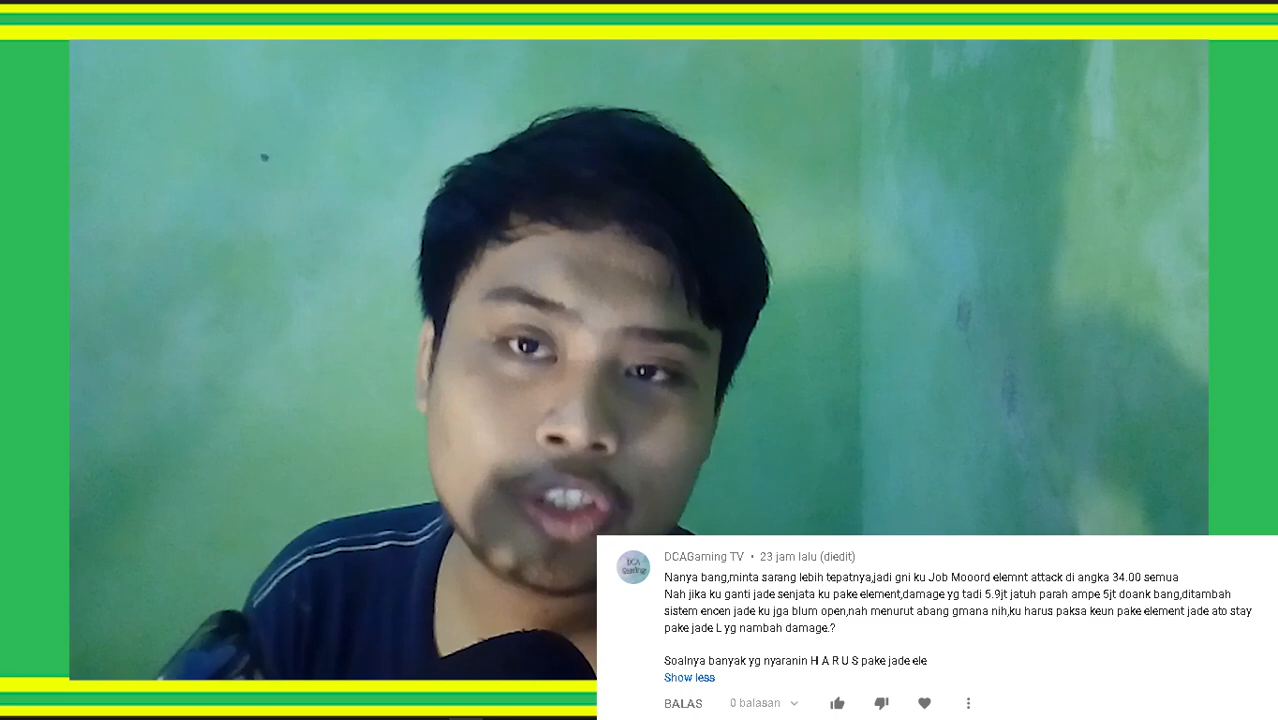 DCA
Gaming
DCAGaming TV • 23 jam lalu (diedit)
Nanya bang,minta sarang lebih tepatnya,jadi gni ku Job Mooord elemnt attack di angka 34.00 semua
Nah jika ku ganti jade senjata ku pake element,damage yg tadi 5.9jt jatuh parah ampe 5jt doank bang,ditambah
sistem encen jade ku jga blum open,nah menurut abang gmana nih,ku harus paksa keun pake element jade ato stay
pake jade L yg nambah damage.?
Soalnya banyak yg nyaranin H A R U S pake jade ele
Show less
BALAS 0 balasan